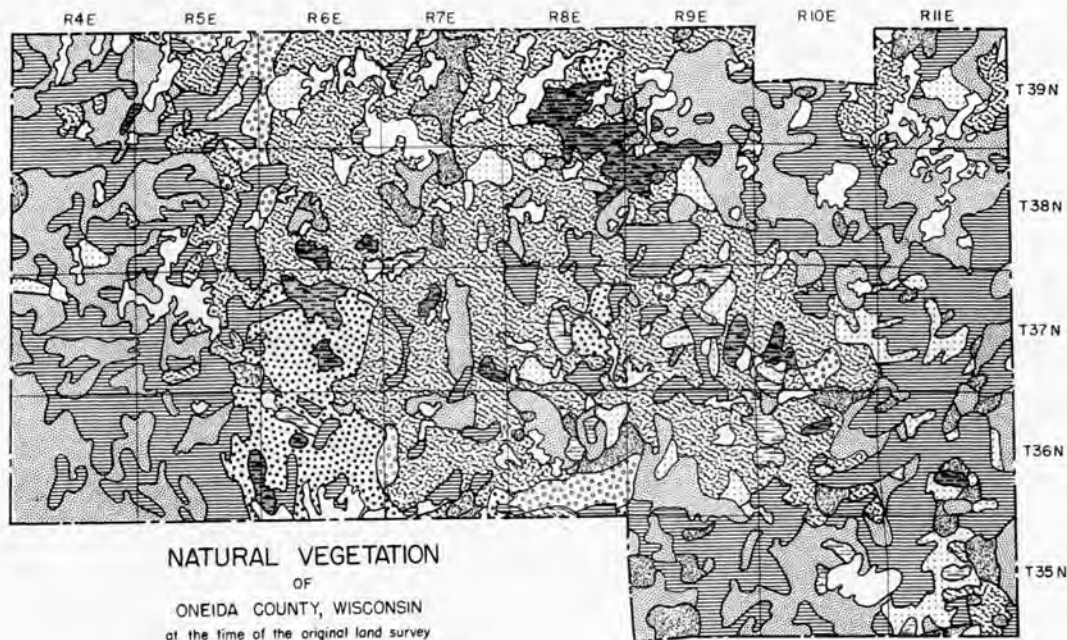 R4E R5E R6E R7E R8E R9E R10E R11E
T39N
T38N
T37N
T36N
T35N
NATURAL VEGETATION
OF
ONEIDA COUNTY, WISCONSIN
at the time of the original land survey